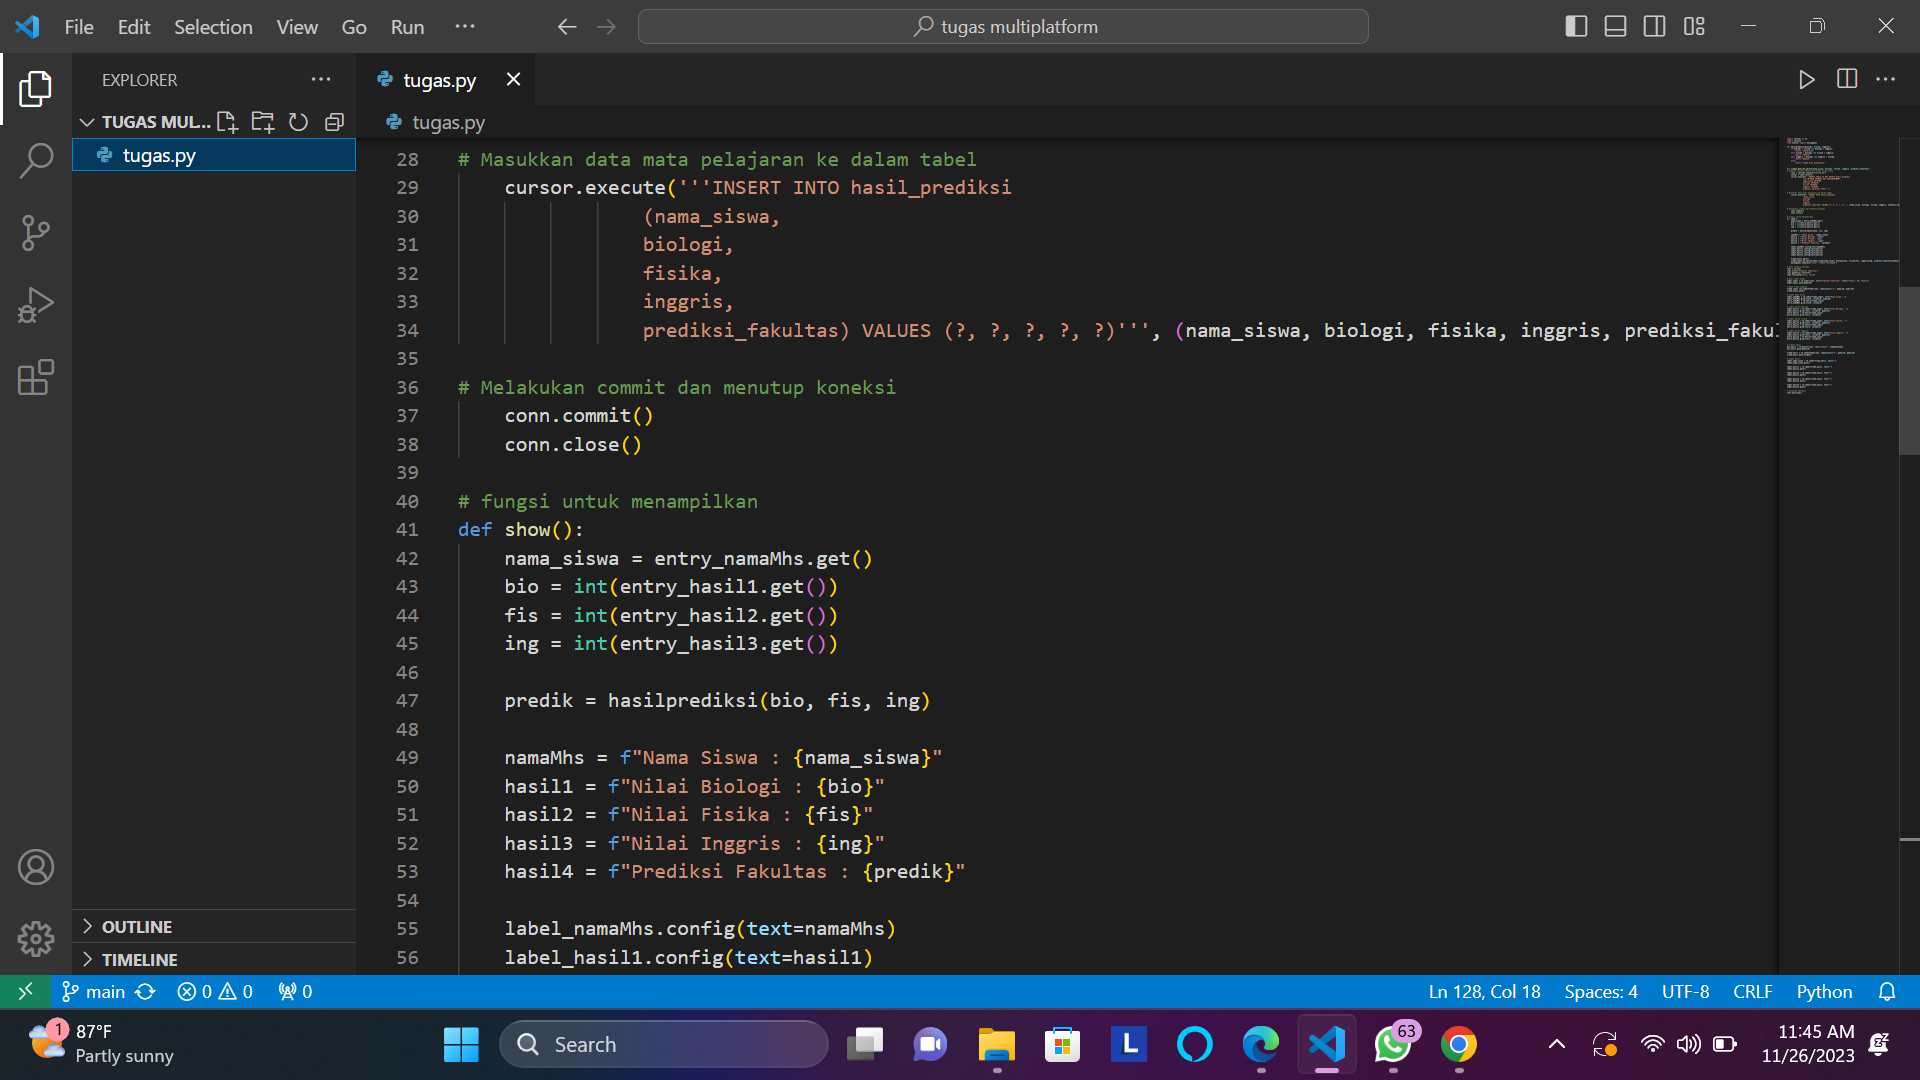 File Edit Selection View Go Run ···
tugas multiplatform
EXPLORER
TUGAS MUL...
tugas.py
OUTLINE
TIMELINE
tugas.py
tugas.py
28 # Masukkan data mata pelajaran ke dalam tabel
29 cursor.execute('''INSERT INTO hasil_prediksi
30 (nama_siswa,
31 biologi,
32 fisika,
33 inggris,
34 prediksi_fakultas) VALUES (?, ?, ?, ?, ?)''', (nama_siswa, biologi, fisika, inggris, prediksi_faku
35
36 # Melakukan commit dan menutup koneksi
37 conn.commit()
38 conn.close()
39
40 # fungsi untuk menampilkan
41 def show():
42 nama_siswa = entry_namaMhs.get()
43 bio = int(entry_hasil1.get())
44 fis = int(entry_hasil2.get())
45 ing = int(entry_hasil3.get())
46
47 predik = hasilprediksi(bio, fis, ing)
48
49 namaMhs = f"Nama Siswa : {nama_siswa}"
50 hasil1 = f"Nilai Biologi : {bio}"
51 hasil2 = f"Nilai Fisika : {fis}"
52 hasil3 = f"Nilai Inggris : {ing}"
53 hasil4 = f"Prediksi Fakultas : {predik}"
54
55 label_namaMhs.config(text=namaMhs)
56 label_hasil1.config(text=hasil1)
main 0 0 0 Ln 128, Col 18 Spaces: 4 UTF-8 CRLF Python
1
87°F
Partly sunny
Search
L
63
11:45 AM
11/26/2023